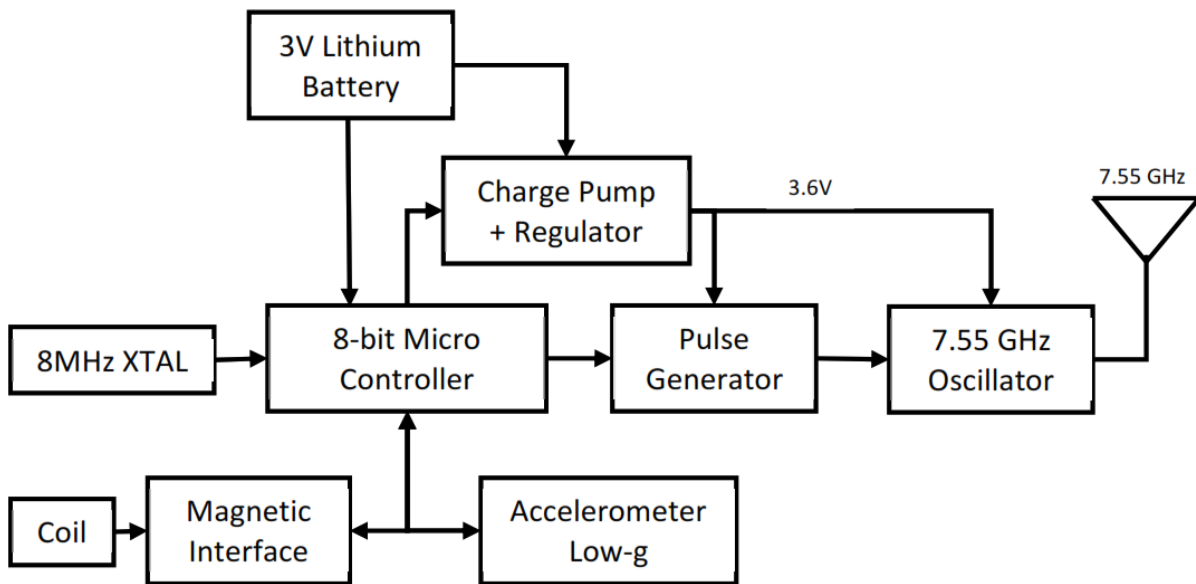 3V Lithium
Battery
Charge Pump
+ Regulator
3.6V
7.55 GHz
8MHz XTAL
8-bit Micro
Controller
Pulse
Generator
7.55 GHz
Oscillator
Coil
Magnetic
Interface
Accelerometer
Low-g